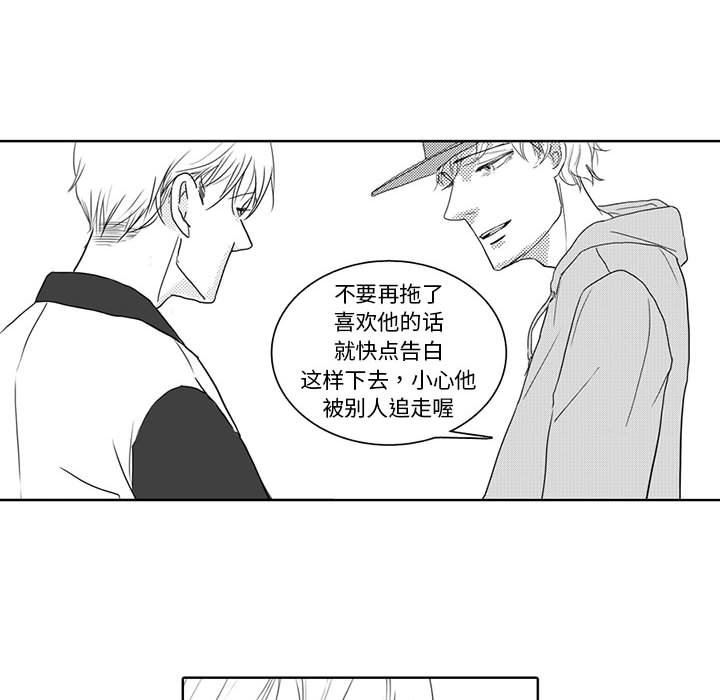 不要再拖了
喜欢他的话
就快点告白
这样下去，小心他
被别人追走喔